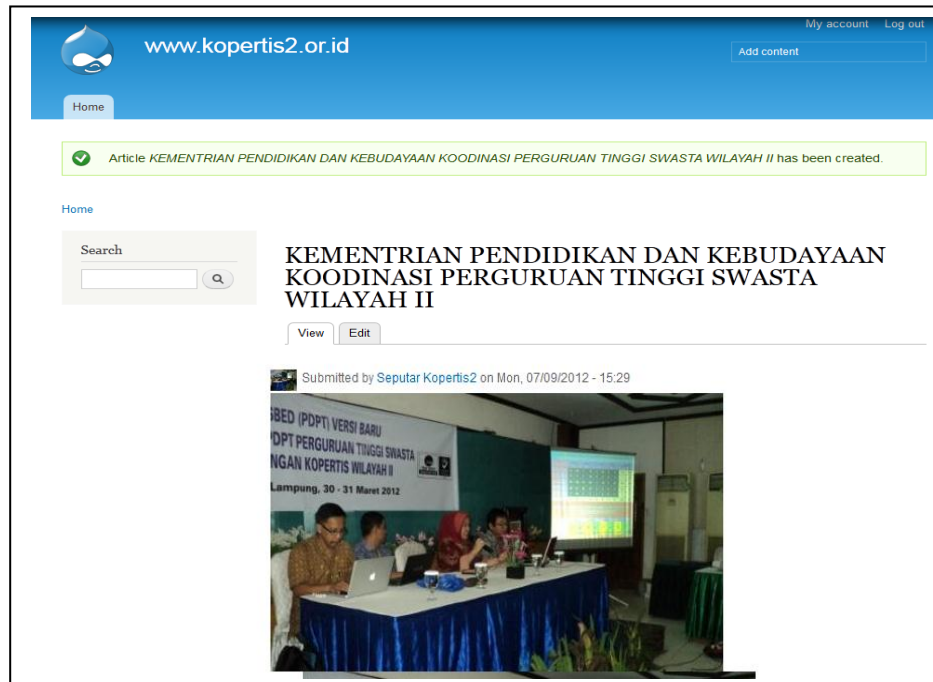 My account Log out
www.kopertis2.or.id
Add content
Home
Article KEMENTRIAN PENDIDIKAN DAN KEBUDAYAAN KOODINASI PERGURUAN TINGGI SWASTA WILAYAH II has been created.
Home
Search
KEMENTRIAN PENDIDIKAN DAN KEBUDAYAAN
KOODINASI PERGURUAN TINGGI SWASTA
WILAYAH II
View Edit
Submitted by Seputar Kopertis2 on Mon, 07/09/2012 - 15:29
SBED (PDPT) VERSI BARU
PDPT PERGURUAN TINGGI SWASTA
NGAN KOPERTIS WILAYAH II
Lampung, 30 - 31 Maret 2012